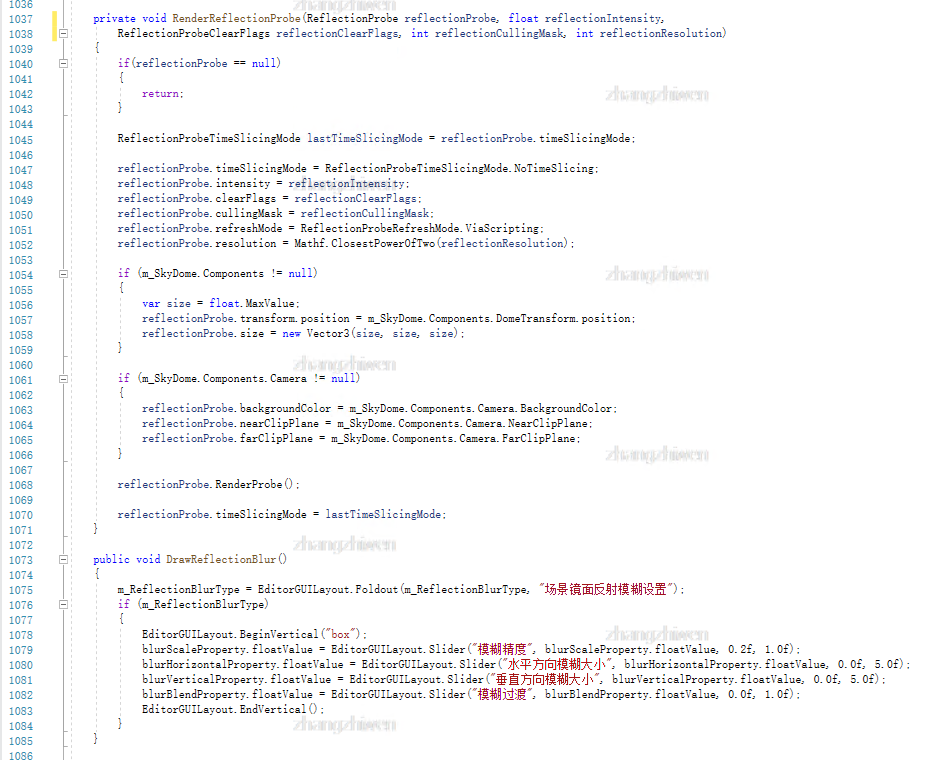 1036
1037 private void RenderReflectionProbe(ReflectionProbe reflectionProbe, float reflectionIntensity,
1038 ReflectionProbeClearFlags reflectionClearFlags, int reflectionCullingMask, int reflectionResolution)
1039 {
1040 if(reflectionProbe == null)
1041 {
1042 return;
1043 }
1044
1045 ReflectionProbeTimeSlicingMode lastTimeSlicingMode = reflectionProbe.timeSlicingMode;
1046
1047 reflectionProbe.timeSlicingMode = ReflectionProbeTimeSlicingMode.NoTimeSlicing;
1048 reflectionProbe.intensity = reflectionIntensity;
1049 reflectionProbe.clearFlags = reflectionClearFlags;
1050 reflectionProbe.cullingMask = reflectionCullingMask;
1051 reflectionProbe.refreshMode = ReflectionProbeRefreshMode.ViaScripting;
1052 reflectionProbe.resolution = Mathf.ClosestPowerOfTwo(reflectionResolution);
1053
1054 if (m_SkyDome.Components != null)
1055 {
1056 var size = float.MaxValue;
1057 reflectionProbe.transform.position = m_SkyDome.Components.DomeTransform.position;
1058 reflectionProbe.size = new Vector3(size, size, size);
1059 }
1060
1061 if (m_SkyDome.Components.Camera != null)
1062 {
1063 reflectionProbe.backgroundColor = m_SkyDome.Components.Camera.BackgroundColor;
1064 reflectionProbe.nearClipPlane = m_SkyDome.Components.Camera.NearClipPlane;
1065 reflectionProbe.farClipPlane = m_SkyDome.Components.Camera.FarClipPlane;
1066 }
1067
1068 reflectionProbe.RenderProbe();
1069
1070 reflectionProbe.timeSlicingMode = lastTimeSlicingMode;
1071 }
1072
1073 public void DrawReflectionBlur()
1074 {
1075 m_ReflectionBlurType = EditorGUILayout.Foldout(m_ReflectionBlurType, "场景镜面反射模糊设置");
1076 if (m_ReflectionBlurType)
1077 {
1078 EditorGUILayout.BeginVertical("box");
1079 blurScaleProperty.floatValue = EditorGUILayout.Slider("模糊精度", blurScaleProperty.floatValue, 0.2f, 1.0f);
1080 blurHorizontalProperty.floatValue = EditorGUILayout.Slider("水平方向模糊大小", blurHorizontalProperty.floatValue, 0.0f, 5.0f);
1081 blurVerticalProperty.floatValue = EditorGUILayout.Slider("垂直方向模糊大小", blurVerticalProperty.floatValue, 0.0f, 5.0f);
1082 blurBlendProperty.floatValue = EditorGUILayout.Slider("模糊过渡", blurBlendProperty.floatValue, 0.0f, 1.0f);
1083 EditorGUILayout.EndVertical();
1084 }
1085 }
1086
zhangzhiwen
zhangzhiwen
zhangzhiwen
zhangzhiwen
zhangzhiwen
zhangzhiwen
zhangzhiwen
zhangzhiwen
zhangzhiwen